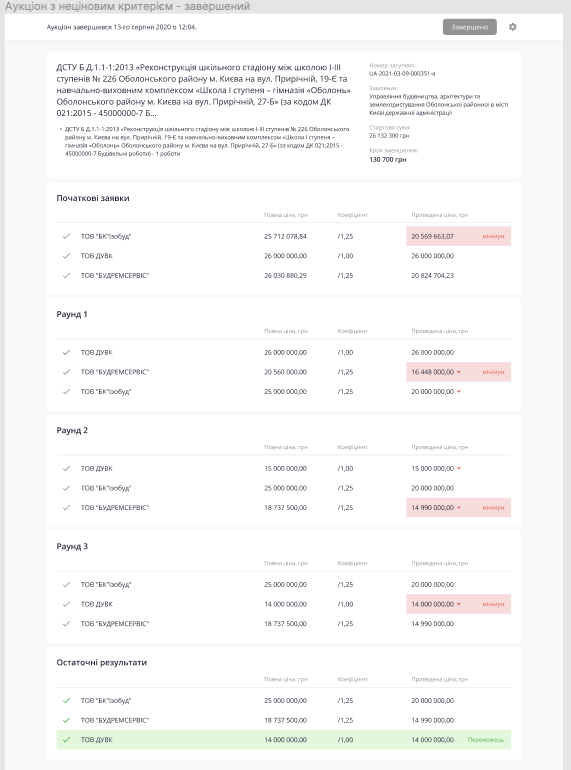 Аукціон з неціновим критерієм - завершений
Аукціон завершився 13-го серпня 2020 о 12:04.
Завершено
ДСТУ Б Д.1.1-1:2013 «Реконструкція шкільного стадіону між школою І-ІІІ
ступенів № 226 Оболонського району м. Києва на вул. Прирічній, 19-Є та
навчально-виховним комплексом «Школа І ступеня – гімназія «Оболонь»
Оболонського району м. Києва на вул. Прирічній, 27-Б» (за кодом ДК
021:2015 - 45000000-7 Б...
• ДСТУ Б Д.1.1-1:2013 «Реконструкція шкільного стадіону між школою І-ІІІ ступенів № 226 Оболонського
району м. Києва на вул. Прирічній, 19-Є та навчально-виховним комплексом «Школа І ступеня –
гімназія «Оболонь» Оболонського району м. Києва на вул. Прирічній, 27-Б» (за кодом ДК 021:2015 -
45000000-7 Будівельні роботи) - 1 роботи
Номер закупівлі:
UA-2021-03-09-000351-a
Замовник:
Управління будівництва, архітектури та
землекористування Оболонської районної в місті
Києві державної адміністрації
Стартова сума:
26 132 300 грн
Крок зменшення:
130 700 грн
Початкові заявки
Повна ціна, грн Коефіцієнт Приведена ціна, грн
ТОВ "БК"Ізобуд" 25 712 078,84 /1,25 20 569 663,07 мінімум
ТОВ ДУВК 26 000 000,00 /1,00 26 000 000,00
ТОВ "БУДРЕМСЕРВІС" 26 030 880,29 /1,25 20 824 704,23
Раунд 1
Повна ціна, грн Коефіцієнт Приведена ціна, грн
ТОВ ДУВК 26 000 000,00 /1,00 26 000 000,00
ТОВ "БУДРЕМСЕРВІС" 20 560 000,00 /1,25 16 448 000,00 мінімум
ТОВ "БК"Ізобуд" 25 000 000,00 /1,25 20 000 000,00
Раунд 2
Повна ціна, грн Коефіцієнт Приведена ціна, грн
ТОВ ДУВК 15 000 000,00 /1,00 15 000 000,00
ТОВ "БК"Ізобуд" 25 000 000,00 /1,25 20 000 000,00
ТОВ "БУДРЕМСЕРВІС" 18 737 500,00 /1,25 14 990 000,00 мінімум
Раунд 3
Повна ціна, грн Коефіцієнт Приведена ціна, грн
ТОВ "БК"Ізобуд" 25 000 000,00 /1,25 20 000 000,00
ТОВ ДУВК 14 000 000,00 /1,00 14 000 000,00 мінімум
ТОВ "БУДРЕМСЕРВІС" 18 737 500,00 /1,25 14 990 000,00
Остаточні результати
Повна ціна, грн Коефіцієнт Приведена ціна, грн
ТОВ "БК"Ізобуд" 25 000 000,00 /1,25 20 000 000,00
ТОВ "БУДРЕМСЕРВІС" 18 737 500,00 /1,25 14 990 000,00
ТОВ ДУВК 14 000 000,00 /1,00 14 000 000,00 Переможець